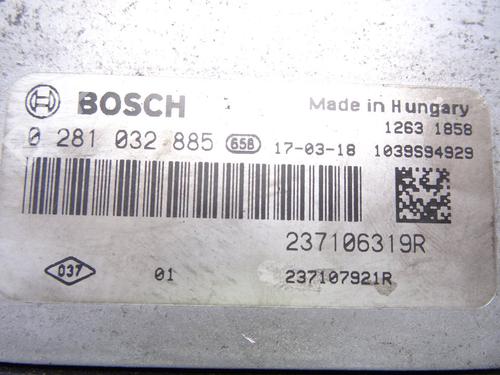 BOSCH Made in Hungary
1263 1858
0 281 032 885 658 17-03-18 1039S94929
237106319R
037 01 237107921R